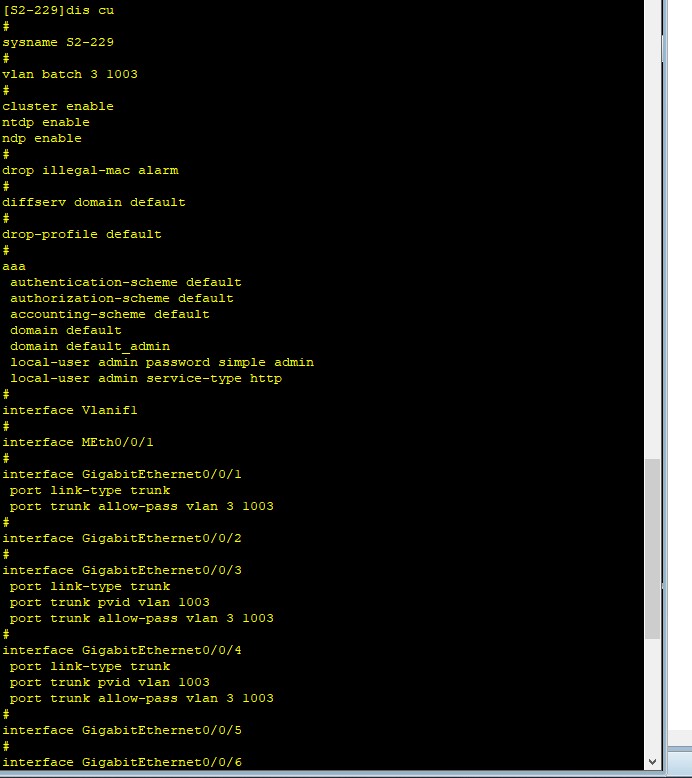 [S2-229]dis cu
#
sysname S2-229
#
vlan batch 3 1003
#
cluster enable
ntdp enable
ndp enable
#
drop illegal-mac alarm
#
diffserv domain default
#
drop-profile default
#
aaa
 authentication-scheme default
 authorization-scheme default
 accounting-scheme default
 domain default
 domain default_admin
 local-user admin password simple admin
 local-user admin service-type http
#
interface Vlanif1
#
interface MEth0/0/1
#
interface GigabitEthernet0/0/1
 port link-type trunk
 port trunk allow-pass vlan 3 1003
#
interface GigabitEthernet0/0/2
#
interface GigabitEthernet0/0/3
 port link-type trunk
 port trunk pvid vlan 1003
 port trunk allow-pass vlan 3 1003
#
interface GigabitEthernet0/0/4
 port link-type trunk
 port trunk pvid vlan 1003
 port trunk allow-pass vlan 3 1003
#
interface GigabitEthernet0/0/5
#
interface GigabitEthernet0/0/6